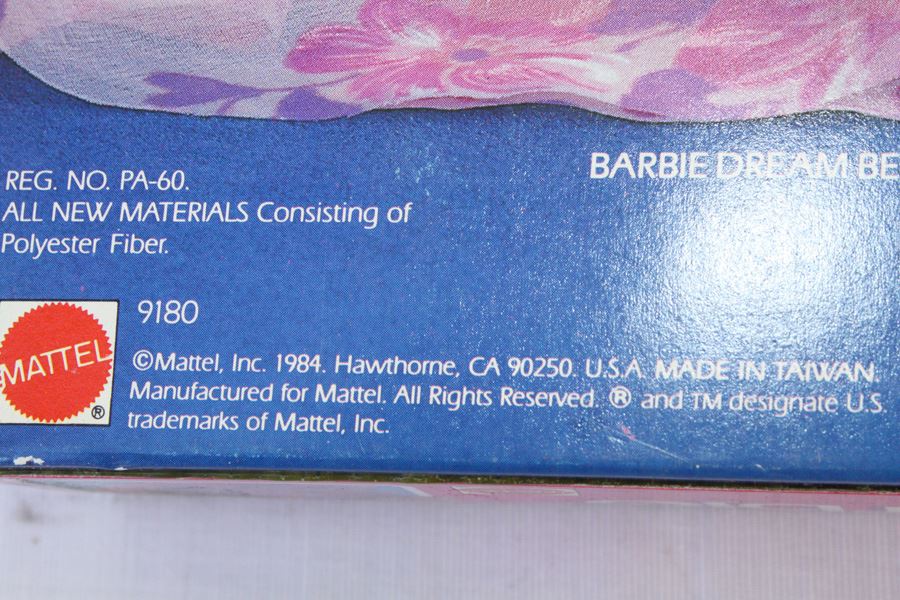 REG. NO. PA-60.
ALL NEW MATERIALS Consisting of
Polyester Fiber.
BARBIE DREAM BE
9180
MATTEL
®
©Mattel, Inc. 1984. Hawthorne, CA 90250. U.S.A. MADE IN TAIWAN.
Manufactured for Mattel. All Rights Reserved. ® and TM designate U.S.
trademarks of Mattel, Inc.